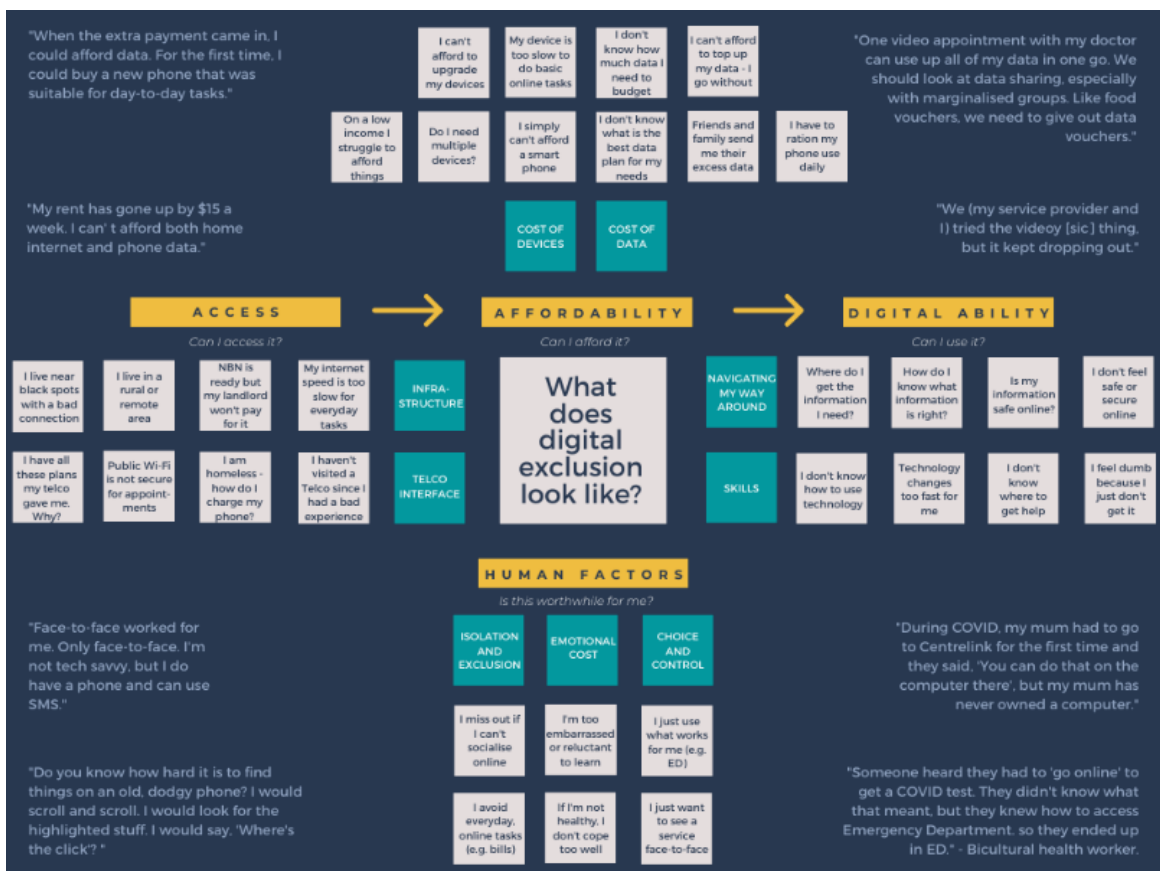 "When the extra payment came in, I
could afford data. For the first time, I
could buy a new phone that was
suitable for day-to-day tasks."
I can't
afford to
upgrade
my devices
My device is
too slow to
do basic
online tasks
I don't
know how
much data I
need to
budget
I can't afford
to top up
my data - I
go without
"One video appointment with my doctor
can use up all of my data in one go. We
should look at data sharing, especially
with marginalised groups. Like food
vouchers, we need to give out data
vouchers."
On a low
income I
struggle to
afford
things
Do I need
multiple
devices?
I simply
can't afford
a smart
phone
I don't know
what is the
best data
plan for my
needs
Friends and
family send
me their
excess data
I have to
ration my
phone use
daily
"My rent has gone up by $15 a
week. I can' t afford both home
internet and phone data."
COST OF
DEVICES
COST OF
DATA
"We (my service provider and
I) tried the videoy [sic] thing,
but it kept dropping out."
ACCESS
Can I access it?
AFFORDABILITY
Can I afford it?
DIGITAL ABILITY
Can I use it?
I live near
black spots
with a bad
connection
I live in a
rural or
remote
area
NBN is
ready but
my landlord
won't pay
for it
My internet
speed is too
slow for
everyday
tasks
INFRA-
STRUCTURE
I have all
these plans
my telco
gave me.
Why?
Public Wi-Fi
is not secure
for appoint-
ments
I am
homeless -
how do I
charge my
phone?
I haven't
visited a
Telco since I
had a bad
experience
TELCO
INTERFACE
What
does
digital
exclusion
look like?
NAVIGATING
MY WAY
AROUND
Where do I
get the
information
I need?
How do I
know what
information
is right?
Is my
information
safe online?
I don't feel
safe or
secure
online
SKILLS
I don't know
how to use
technology
Technology
changes
too fast for
me
I don't
know
where to
get help
I feel dumb
because I
just don't
get it
HUMAN FACTORS
Is this worthwhile for me?
ISOLATION
AND
EXCLUSION
EMOTIONAL
COST
CHOICE
AND
CONTROL
I miss out if
I can't
socialise
online
I'm too
embarrassed
or reluctant
to learn
I just use
what works
for me (e.g.
ED)
I avoid
everyday,
online tasks
(e.g. bills)
If I'm not
healthy, I
don't cope
too well
I just want
to see a
service
face-to-face
"Face-to-face worked for
me. Only face-to-face. I'm
not tech savvy, but I do
have a phone and can use
SMS."
"During COVID, my mum had to go
to Centrelink for the first time and
they said, 'You can do that on the
computer there', but my mum has
never owned a computer."
"Do you know how hard it is to find
things on an old, dodgy phone? I would
scroll and scroll. I would look for the
highlighted stuff. I would say, 'Where's
the click'? "
"Someone heard they had to 'go online' to
get a COVID test. They didn't know what
that meant, but they knew how to access
Emergency Department, so they ended up
in ED." - Bicultural health worker.